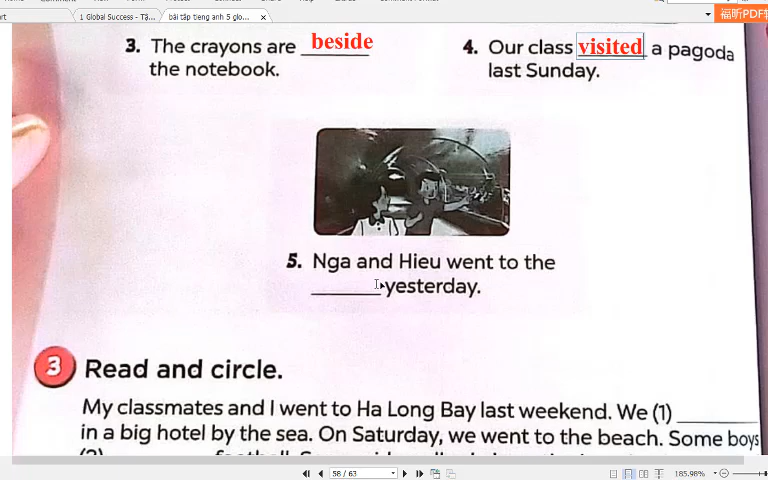 1 Global Success - Tậ...
bài tập tieng anh 5 glo...
3. The crayons are beside
the notebook.
4. Our class visited a pagoda
last Sunday.
5. Nga and Hieu went to the
______ yesterday.
3 Read and circle.
My classmates and I went to Ha Long Bay last weekend. We (1) ______
in a big hotel by the sea. On Saturday, we went to the beach. Some boys
58 / 63
185.98%